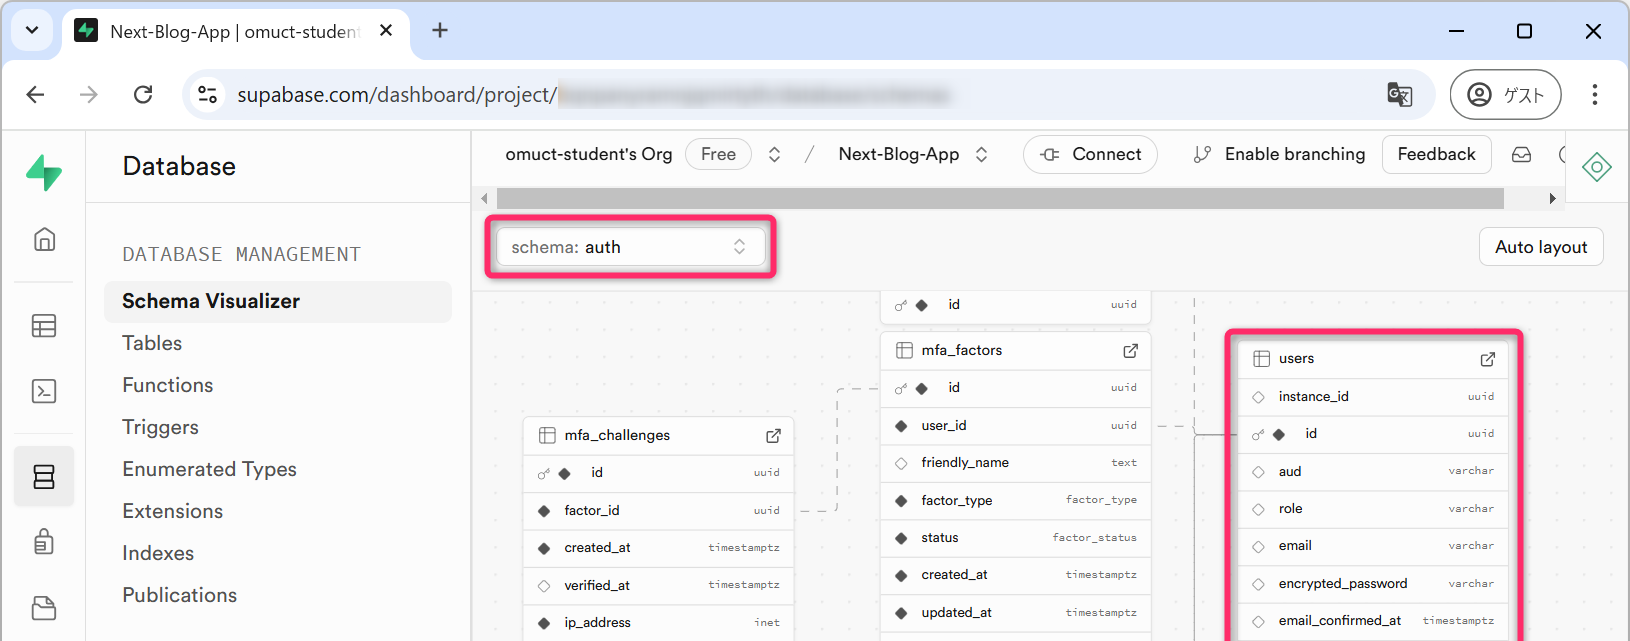 Next-Blog-App | omuct-student
supabase.com/dashboard/project/
ゲスト
Database
omuct-student's Org
Free
/
Next-Blog-App
Connect
Enable branching
Feedback
DATABASE MANAGEMENT
Schema Visualizer
Tables
Functions
Triggers
Enumerated Types
Extensions
Indexes
Publications
schema: auth
Auto layout
id uuid
mfa_factors
id uuid
user_id uuid
friendly_name text
factor_type factor_type
status factor_status
created_at timestamptz
updated_at timestamptz
mfa_challenges
id uuid
factor_id uuid
created_at timestamptz
verified_at timestamptz
ip_address inet
users
instance_id uuid
id uuid
aud varchar
role varchar
email varchar
encrypted_password varchar
email_confirmed_at timestamptz